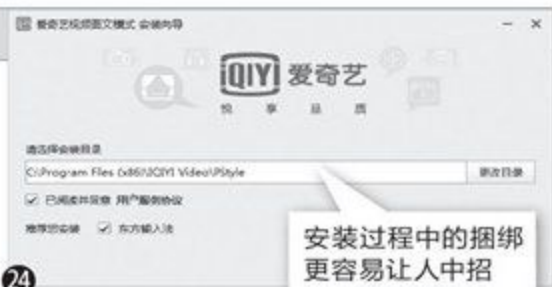 爱奇艺视频图文模式 安装向导
iQIYI 爱奇艺
悦享品质
请选择安装目录
C:\Program Files (x86)\IQIYI Video\PStyle
更改目录
已阅读并同意 用户服务协议
推荐您安装 东方输入法
安装过程中的捆绑
更容易让人中招
24